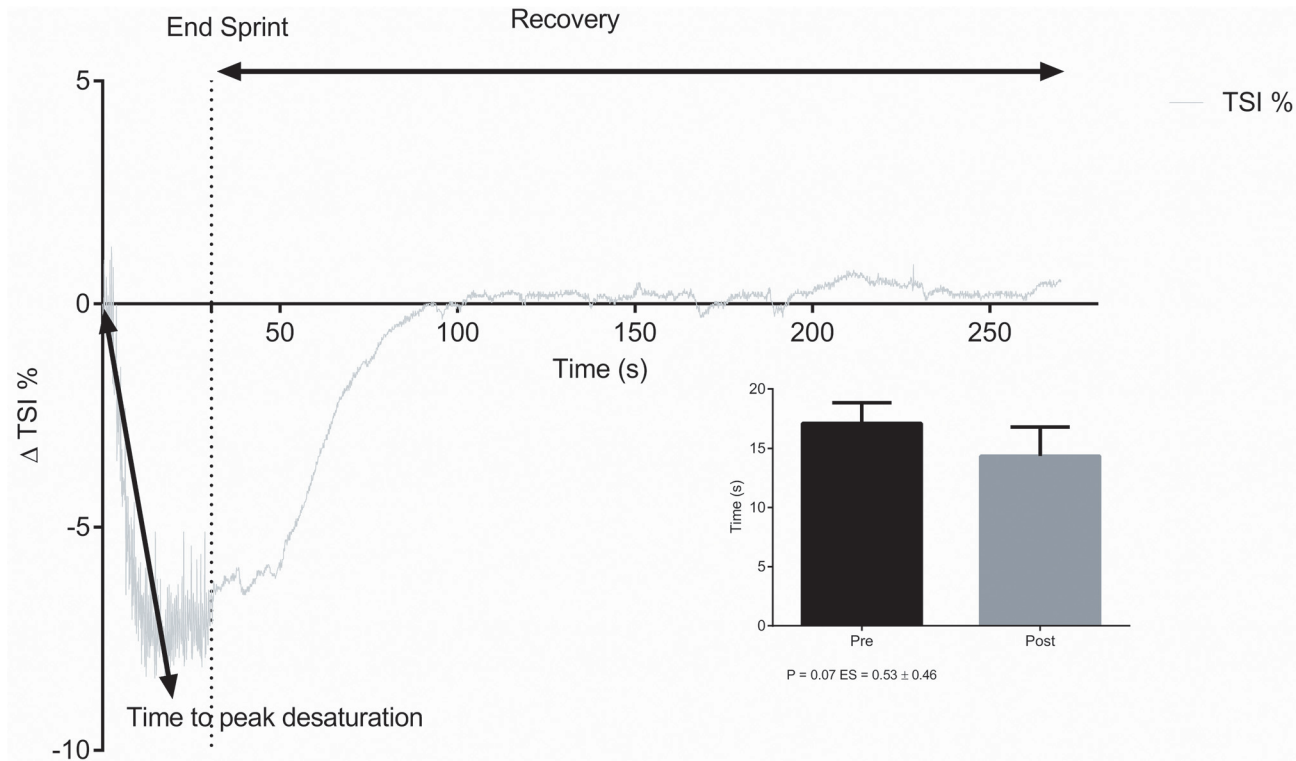 End Sprint
Recovery
5
TSI %
0
50
100
150
200
250
Time (s)
Δ TSI %
-5
-10
Time to peak desaturation
20
15
10
5
0
Time (s)
Pre
Post
P = 0.07 ES = 0.53 ± 0.46